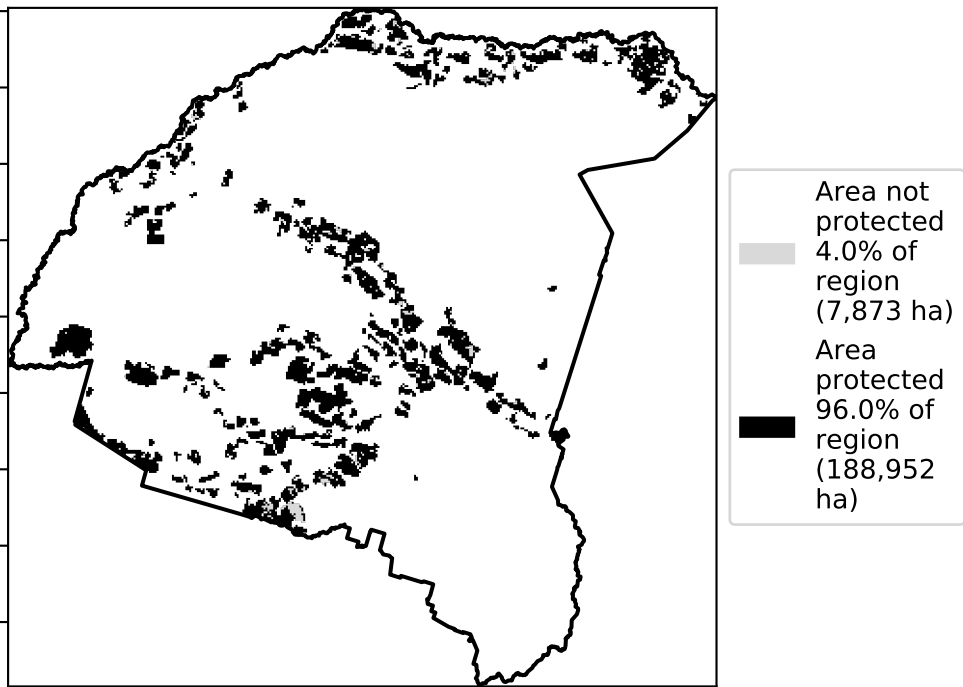 Area not
protected
4.0% of
region
(7,873 ha)
Area
protected
96.0% of
region
(188,952
ha)